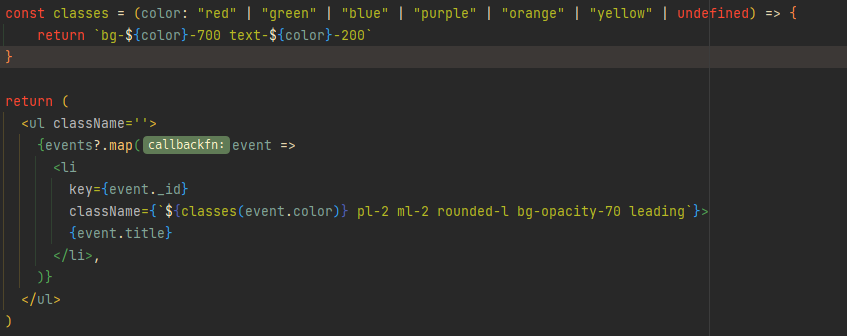 const classes = (color: "red" | "green" | "blue" | "purple" | "orange" | "yellow" | undefined) => {
    return `bg-${color}-700 text-${color}-200`
}

return (
  <ul className=''>
    {events?.map( callbackfn: event =>
      <li
        key={event._id}
        className={`${classes(event.color)} pl-2 ml-2 rounded-l bg-opacity-70 leading`}>
        {event.title}
      </li>,
    )}
  </ul>
)